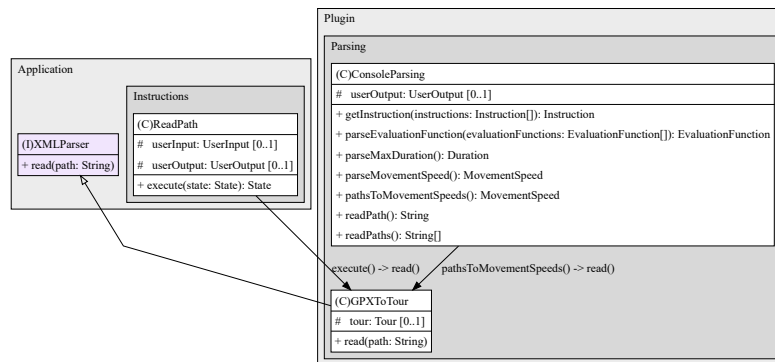 Plugin
Parsing
(C)ConsoleParsing
# userOutput: UserOutput [0..1]
+ getInstruction(instructions: Instruction[]): Instruction
+ parseEvaluationFunction(evaluationFunctions: EvaluationFunction[]): EvaluationFunction
+ parseMaxDuration(): Duration
+ parseMovementSpeed(): MovementSpeed
+ pathsToMovementSpeeds(): MovementSpeed
+ readPath(): String
+ readPaths(): String[]
Application
Instructions
(C)ReadPath
# userInput: UserInput [0..1]
# userOutput: UserOutput [0..1]
+ execute(state: State): State
(I)XMLParser
+ read(path: String)
execute() -> read()
pathsToMovementSpeeds() -> read()
(C)GPXToTour
# tour: Tour [0..1]
+ read(path: String)